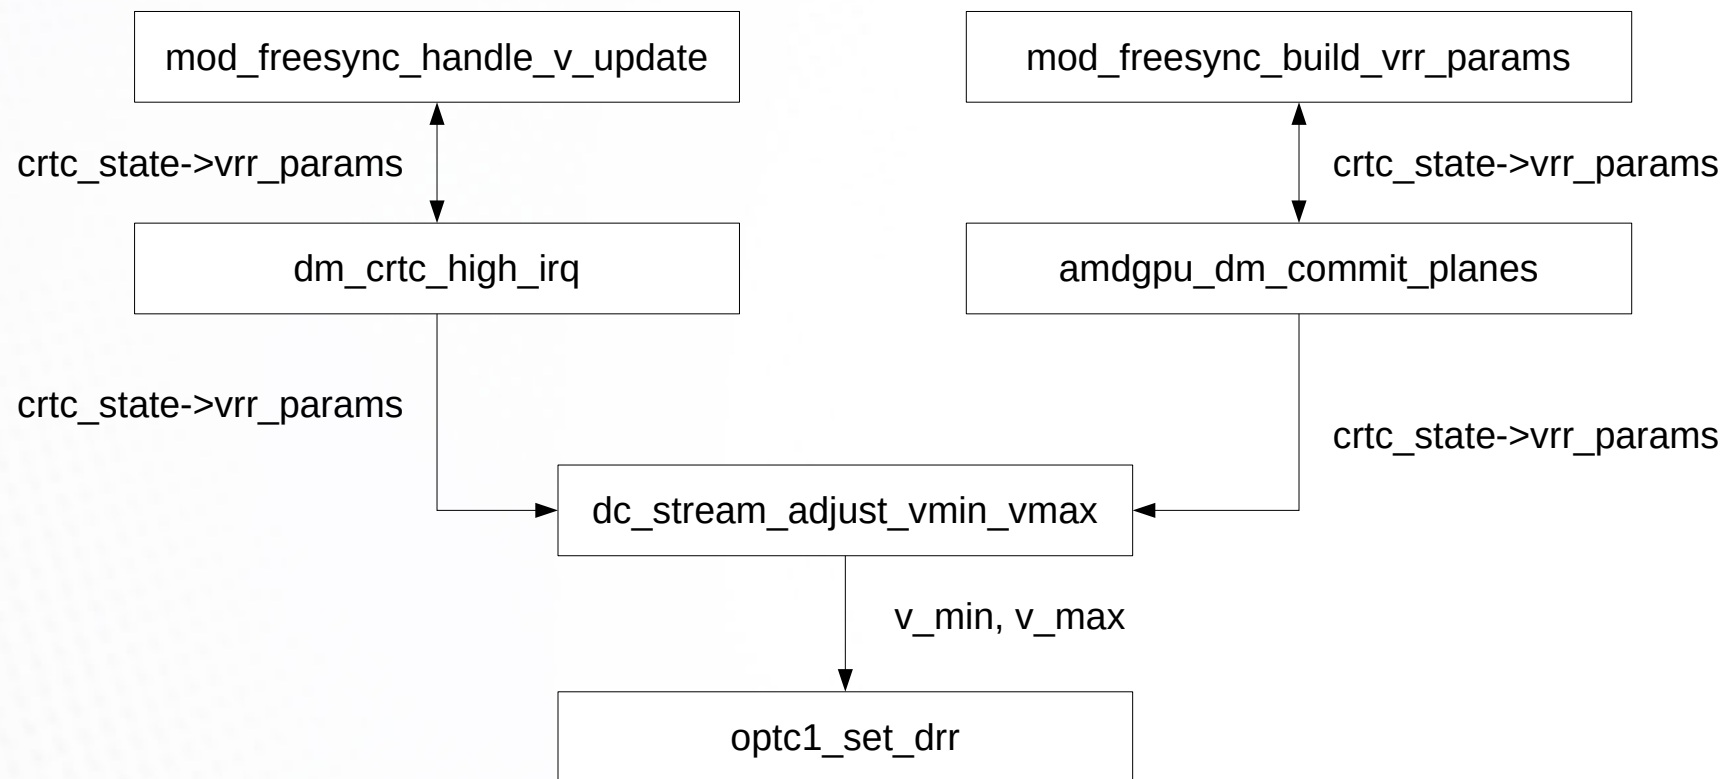 mod_freesync_handle_v_update
mod_freesync_build_vrr_params
crtc_state->vrr_params
crtc_state->vrr_params
dm_crtc_high_irq
amdgpu_dm_commit_planes
crtc_state->vrr_params
crtc_state->vrr_params
dc_stream_adjust_vmin_vmax
v_min, v_max
optc1_set_drr